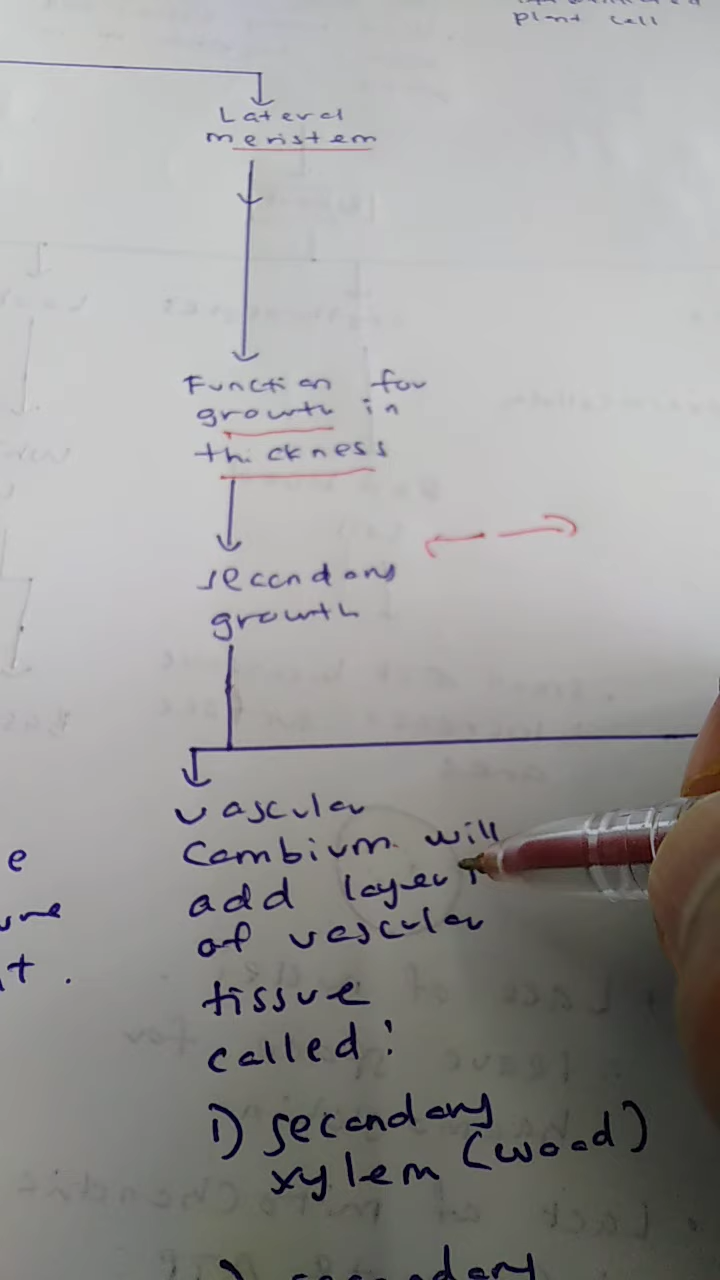 plant cell
Lateral
meristem
Function for
growth in
thickness
secondary
growth
vascular
cambium will
add layer
of vascular
tissue
called:
1) secondary
xylem (wood)
secondary
e
t.